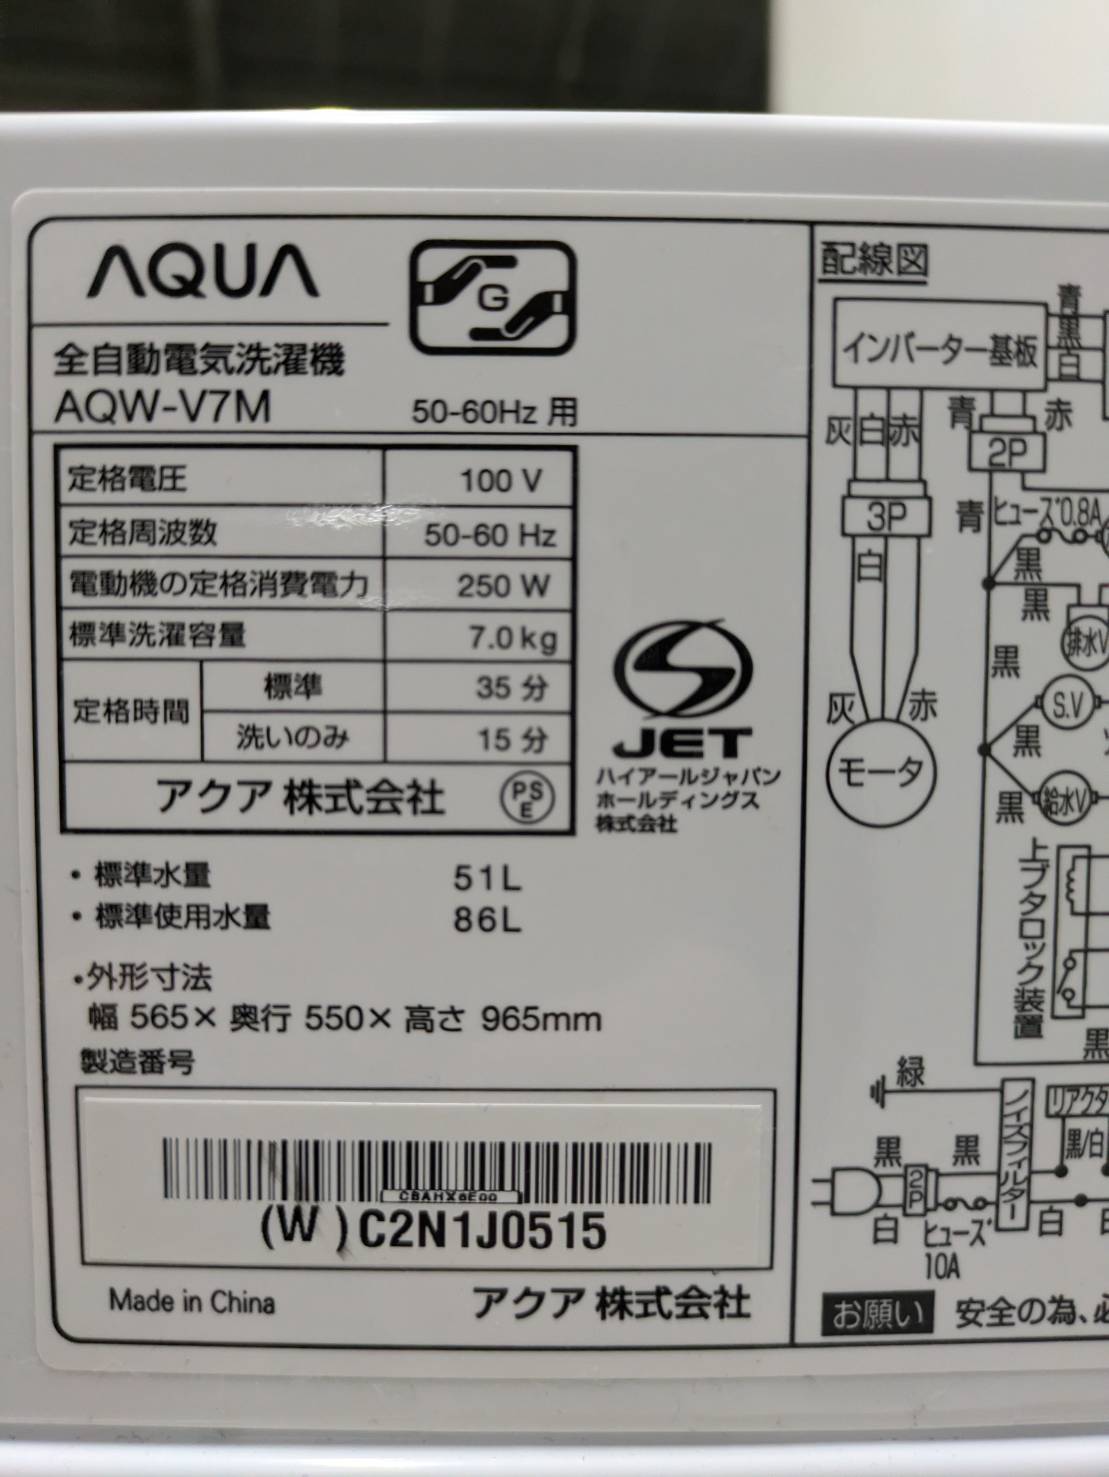 AQUA
G
全自動電気洗濯機
AQW-V7M
50-60Hz 用
定格電圧 100 V
定格周波数 50-60 Hz
電動機の定格消費電力 250 W
標準洗濯容量 7.0kg
定格時間 標準 35 分
洗いのみ 15 分
アクア 株式会社 PSE
JET
ハイアールジャパン
ホールディングス
株式会社
・標準水量 51L
・標準使用水量 86L
・外形寸法
幅 565× 奥行 550× 高さ 965mm
製造番号
CBAHX6E00
(W)C2N1J0515
Made in China アクア 株式会社
配線図
インバーター基板
青
黒
白
灰 白 赤
青 赤
2P
3P
青
ヒューズ 0.8A
白
黒
黒
排水V
黒
灰 赤
S.V
黒
モータ
黒
給水V
上フタロック装置
黒
緑
ノイズフィルター
リアクタ
黒/白
黒 黒
2P
白
ヒューズ
10A
白
お願い 安全の為、必